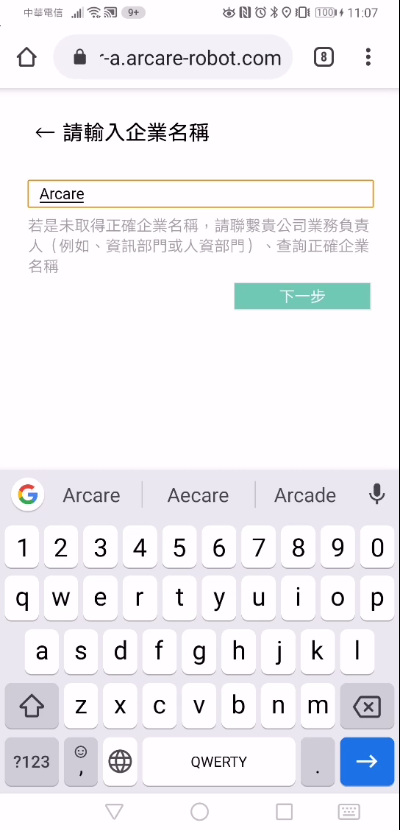 中華電信 9+ 100 11:07
r-a.arcare-robot.com 8
← 請輸入企業名稱
Arcare
若是未取得正確企業名稱，請聯繫貴公司業務負責
人（例如、資訊部門或人資部門）、查詢正確企業
名稱
下一步
G Arcare Aecare Arcade
1 2 3 4 5 6 7 8 9 0
q w e r t y u i o p
a s d f g h j k l
z x c v b n m
?123 , QWERTY .